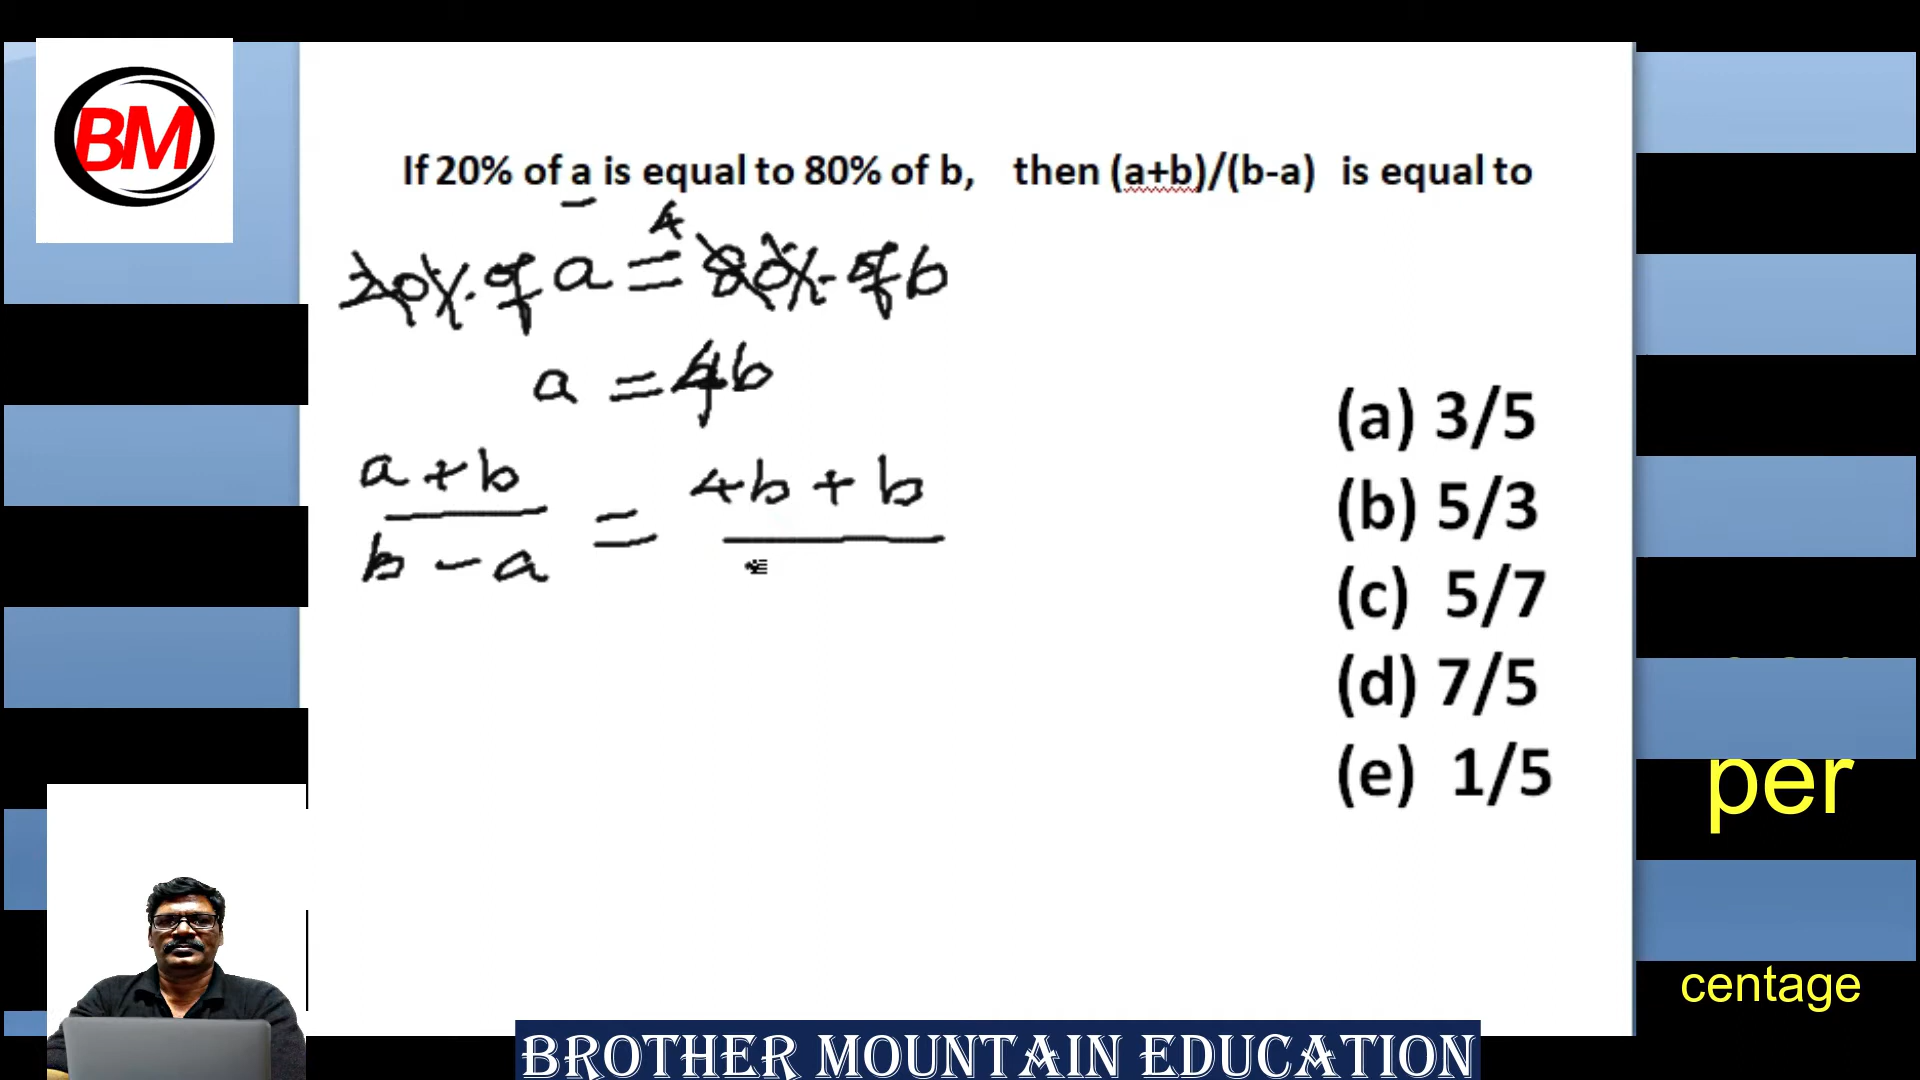 BM
If 20% of a is equal to 80% of b, then (a+b)/(b-a) is equal to
4
20% of a = 80% of b
a = 4b
a + b
b - a
=
4b + b
(a) 3/5
(b) 5/3
(c) 5/7
(d) 7/5
(e) 1/5
per
centage
BROTHER MOUNTAIN EDUCATION